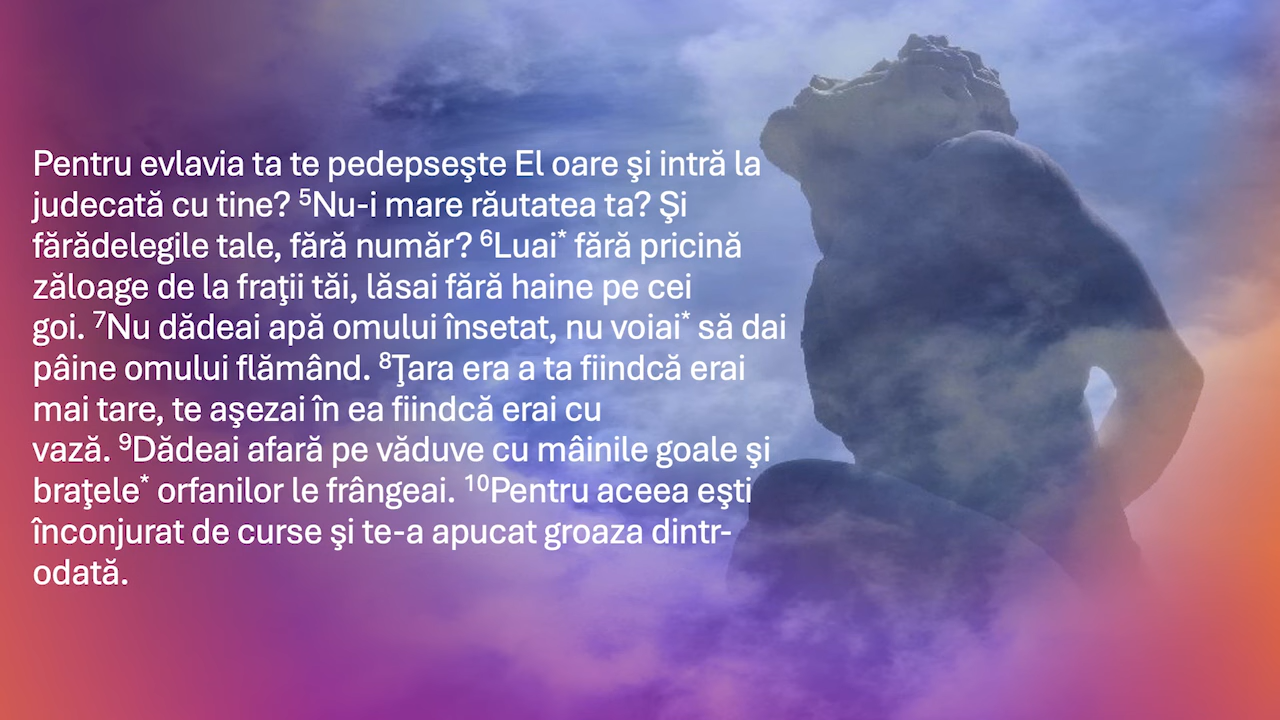 Pentru evlavia ta te pedepseşte El oare şi intră la
judecată cu tine? ⁵Nu-i mare răutatea ta? Şi
fărădelegile tale, fără număr? ⁶Luai* fără pricină
zăloage de la fraţii tăi, lăsai fără haine pe cei
goi. ⁷Nu dădeai apă omului însetat, nu voiai* să dai
pâine omului flămând. ⁸Ţara era a ta fiindcă erai
mai tare, te aşezai în ea fiindcă erai cu
vază. ⁹Dădeai afară pe văduve cu mâinile goale şi
braţele* orfanilor le frângeai. ¹⁰Pentru aceea eşti
înconjurat de curse şi te-a apucat groaza dintr-
odată.